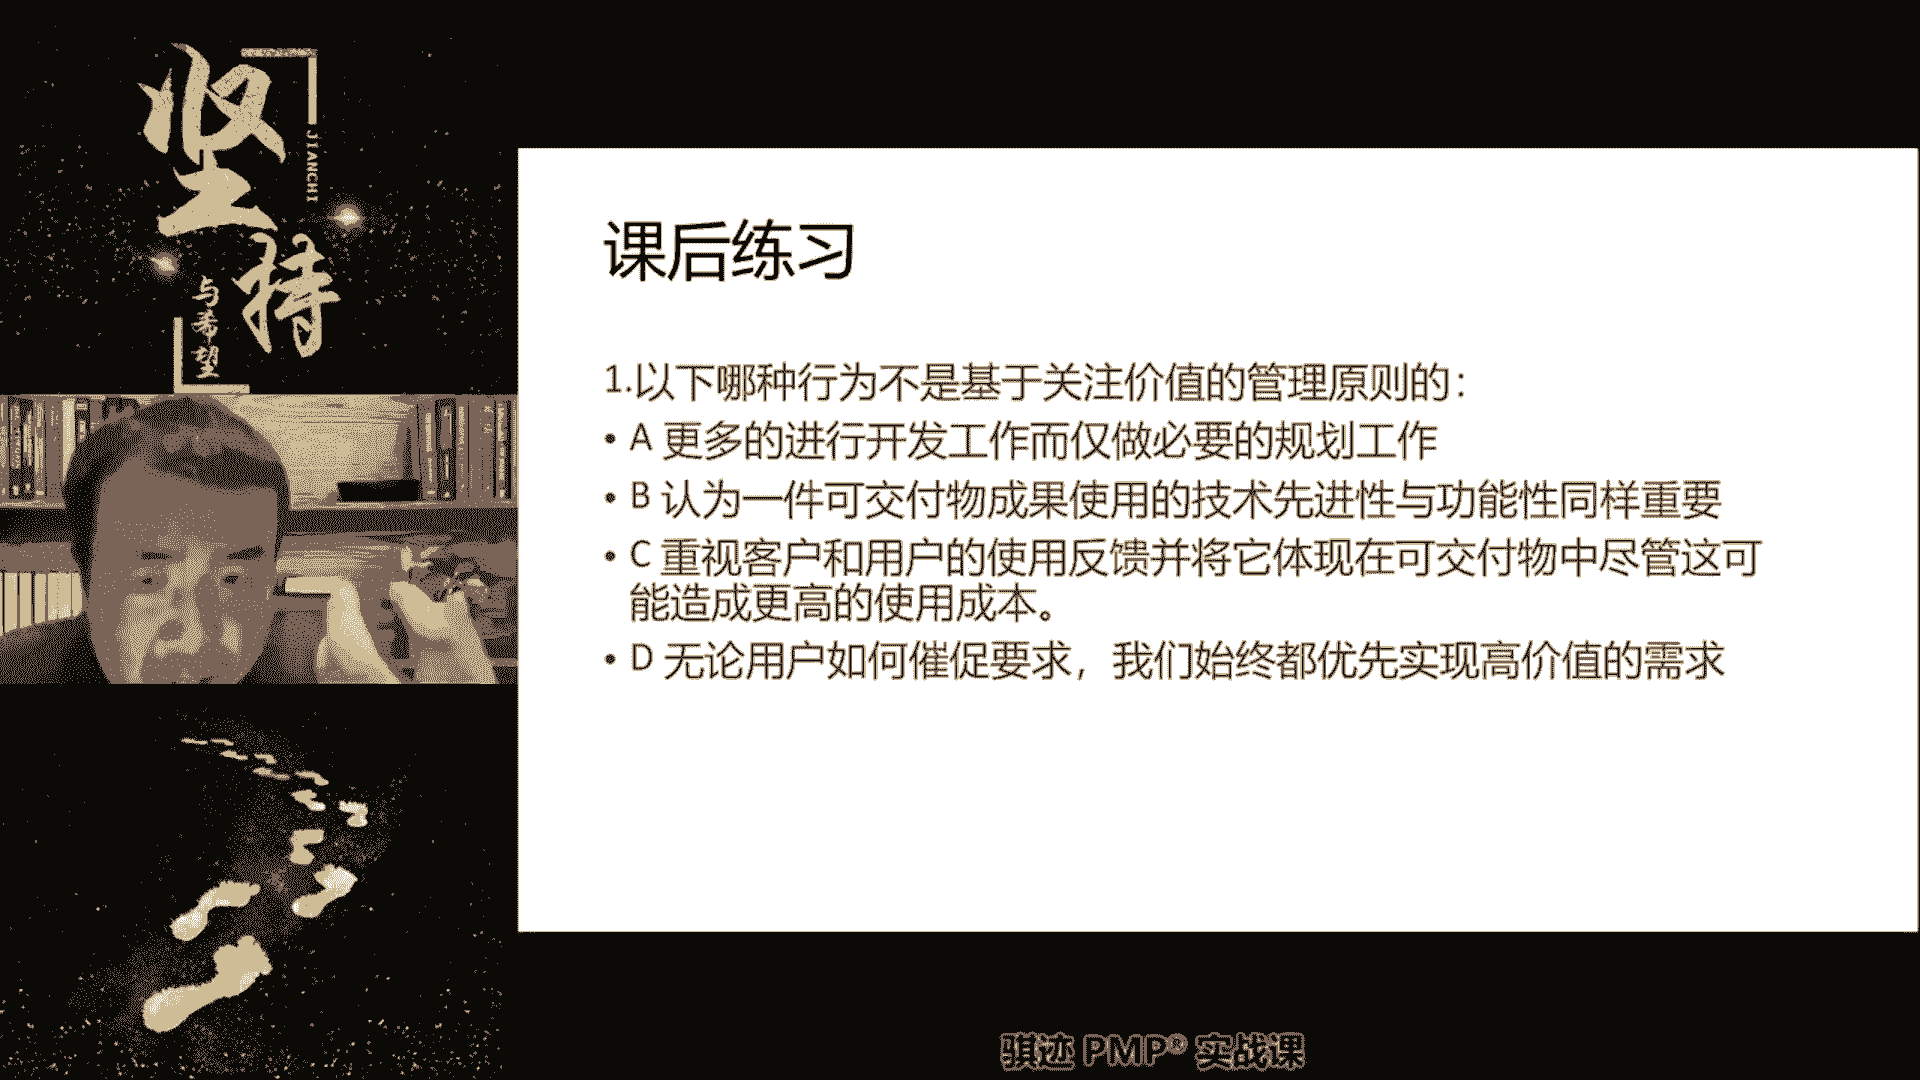 坚持
JIANCHI
与希望
课后练习
1.以下哪种行为不是基于关注价值的管理原则的：
• A 更多的进行开发工作而仅做必要的规划工作
• B 认为一件可交付物成果使用的技术先进性与功能性同样重要
• C 重视客户和用户的使用反馈并将它体现在可交付物中尽管这可
能造成更高的使用成本。
• D 无论用户如何催促要求，我们始终都优先实现高价值的需求
骐迹 PMP® 实战课